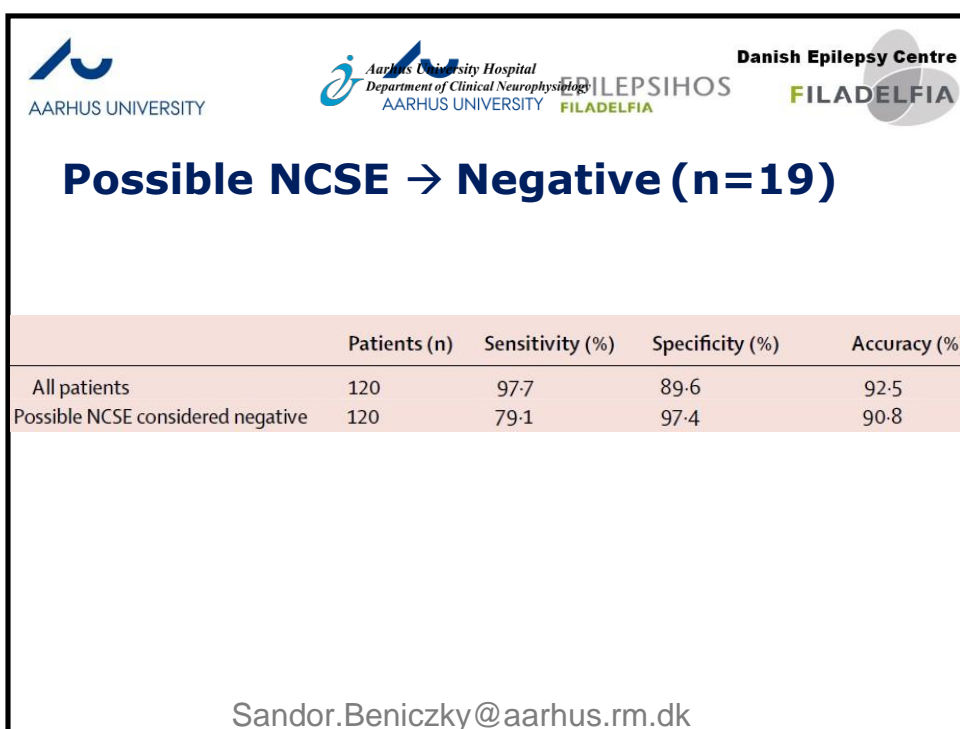 AARHUS UNIVERSITY
Aarhus University Hospital
Department of Clinical Neurophysiology
AARHUS UNIVERSITY
EPILEPSIHOS
FILADELFIA
Danish Epilepsy Centre
FILADELFIA
Possible NCSE → Negative (n=19)
Patients (n) Sensitivity (%) Specificity (%) Accuracy (%
All patients 120 97·7 89·6 92·5
Possible NCSE considered negative 120 79·1 97·4 90·8
Sandor.Beniczky@aarhus.rm.dk